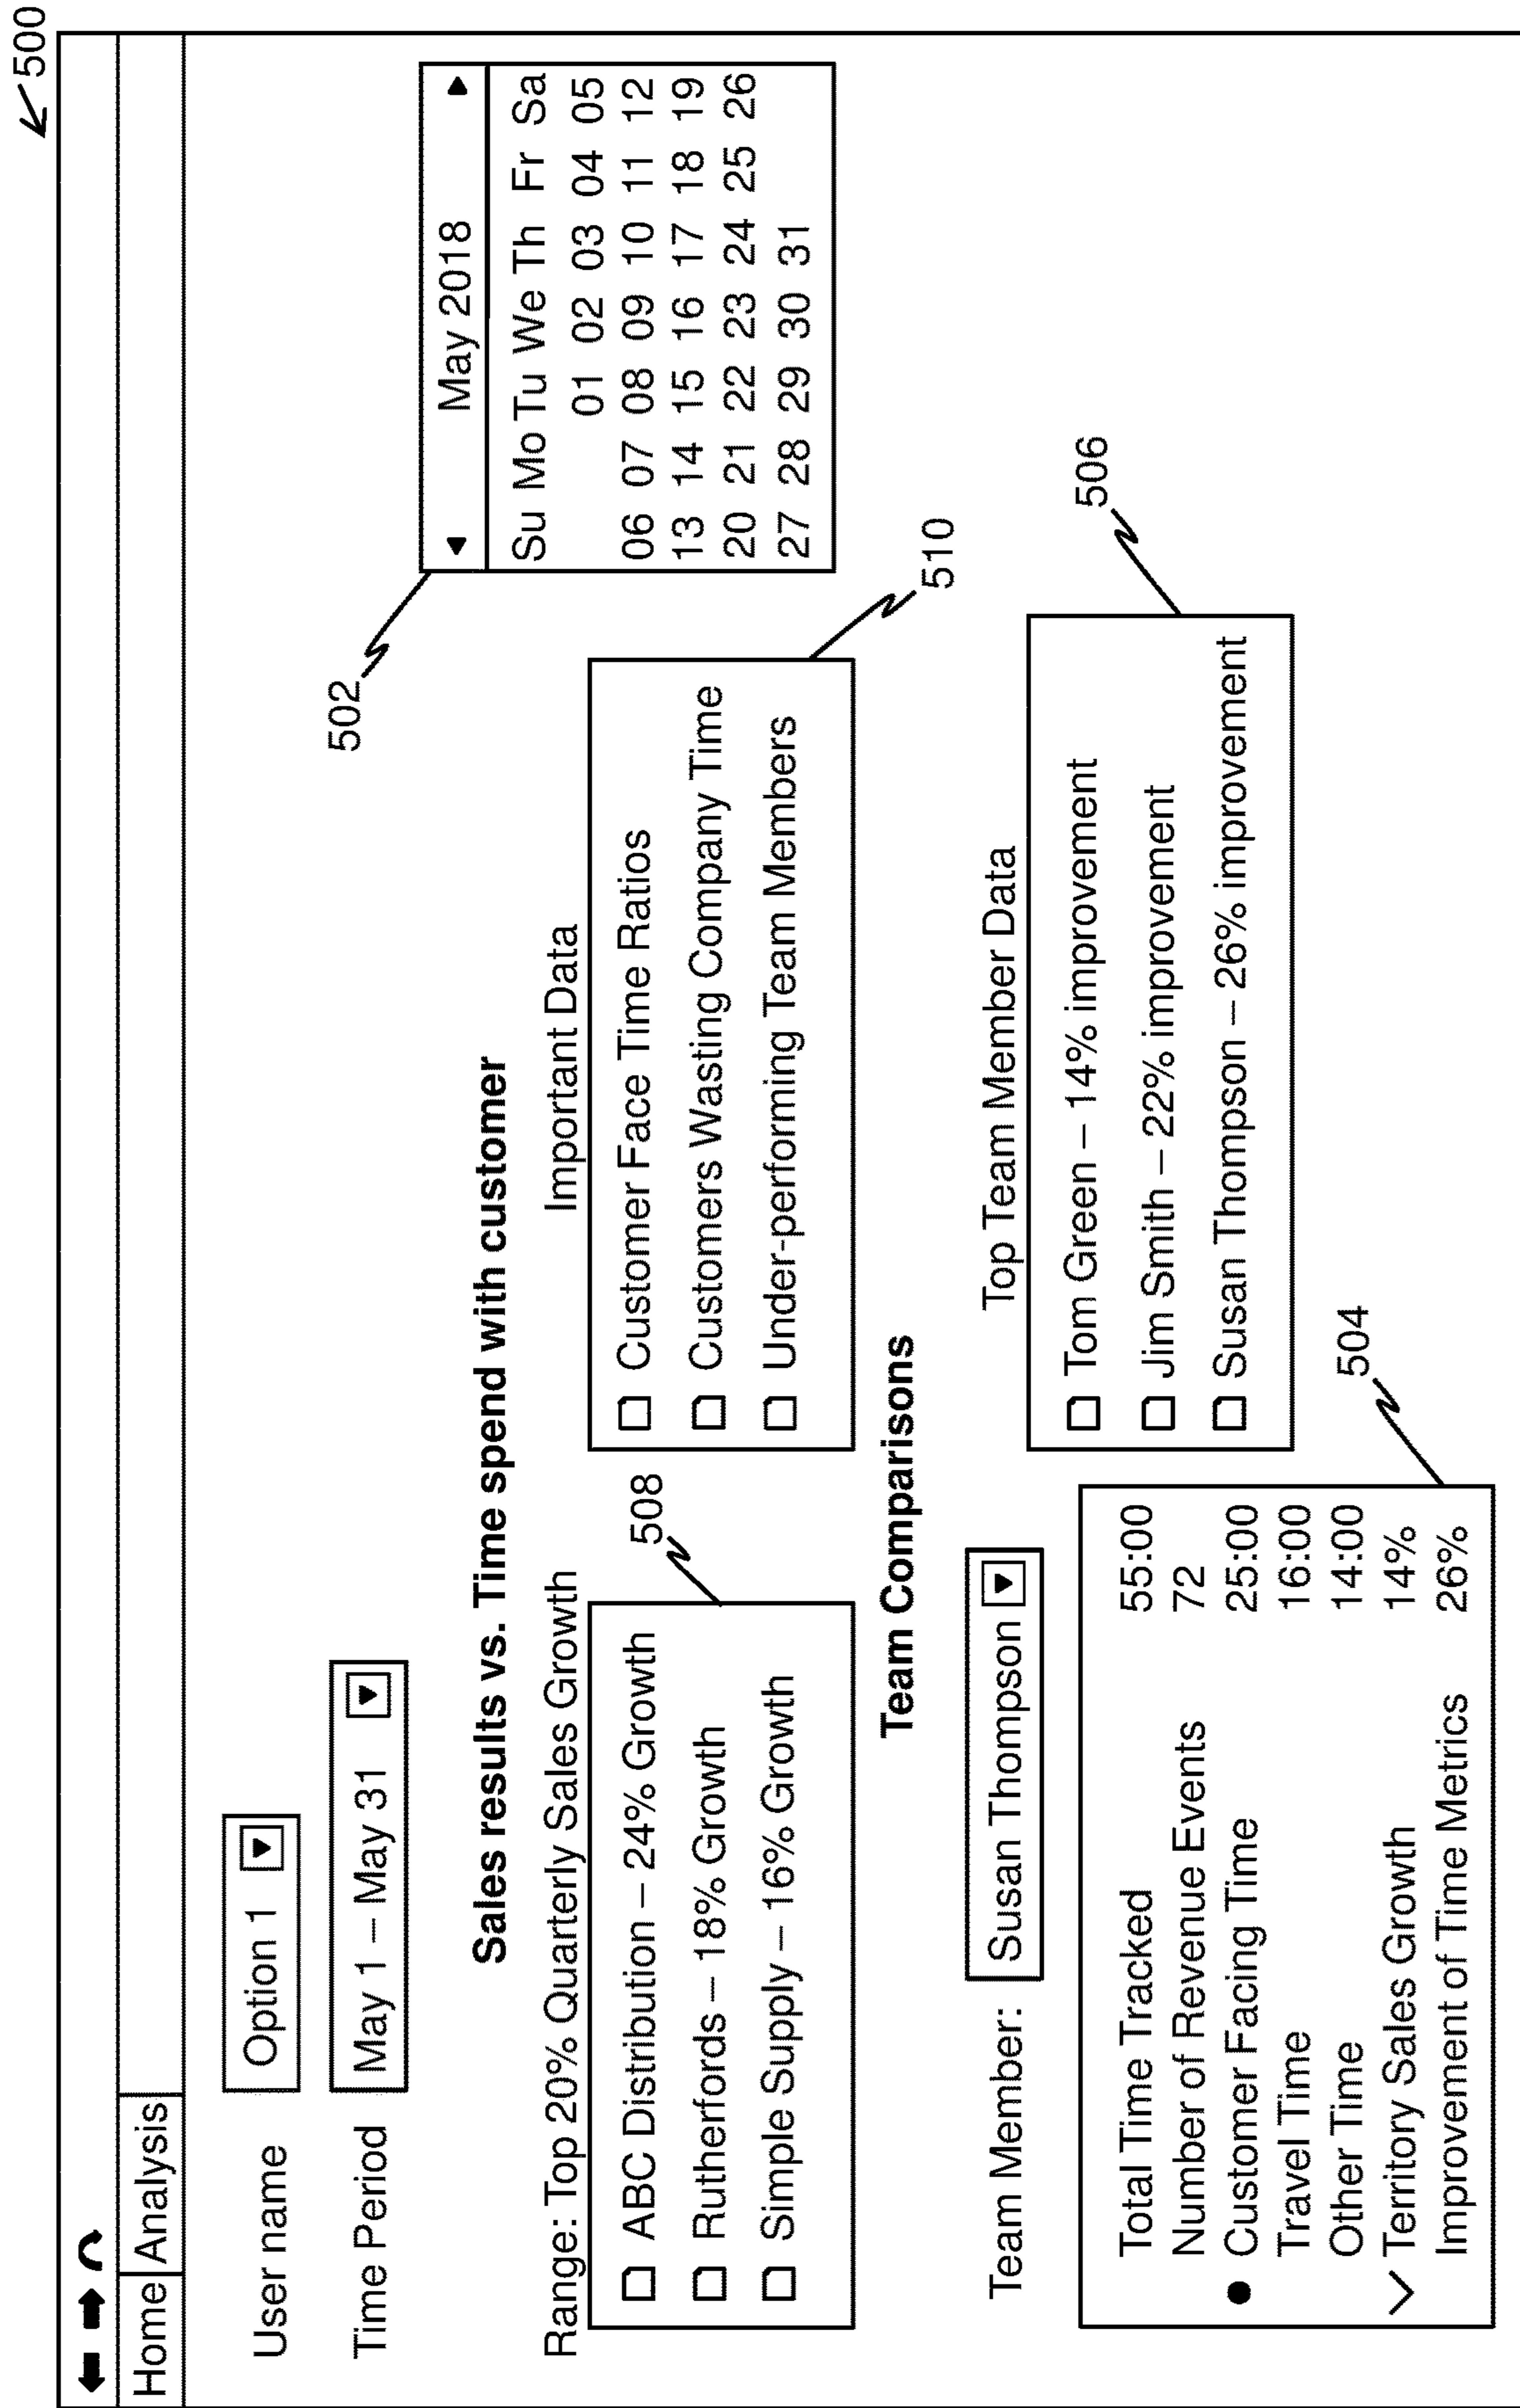 500
Home Analysis
User name Option 1
Time Period May 1 – May 31
502
May 2018
Su Mo Tu We Th Fr Sa
01 02 03 04 05
06 07 08 09 10 11 12
13 14 15 16 17 18 19
20 21 22 23 24 25 26
27 28 29 30 31
Sales results vs. Time spend with customer
Range: Top 20% Quarterly Sales Growth
ABC Distribution – 24% Growth
Rutherfords – 18% Growth
Simple Supply – 16% Growth
508
Important Data
Customer Face Time Ratios
Customers Wasting Company Time
Under-performing Team Members
510
Team Comparisons
Team Member: Susan Thompson
Total Time Tracked 55:00
Number of Revenue Events 72
Customer Facing Time 25:00
Travel Time 16:00
Other Time 14:00
Territory Sales Growth 14%
Improvement of Time Metrics 26%
504
Top Team Member Data
Tom Green – 14% improvement
Jim Smith – 22% improvement
Susan Thompson – 26% improvement
506